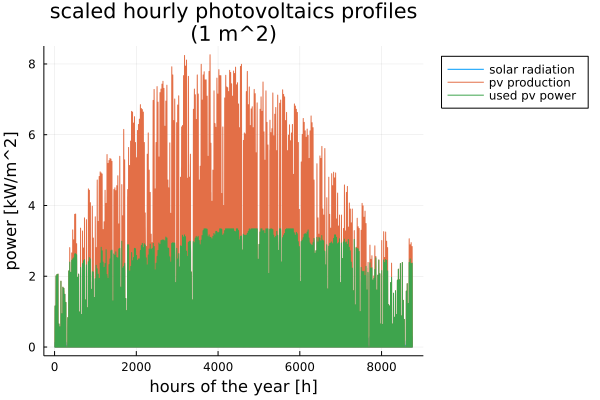 scaled hourly photovoltaics profiles
(1 m^2)
solar radiation
pv production
used pv power
power [kW/m^2]
8
6
4
2
0
0
2000
4000
6000
8000
hours of the year [h]